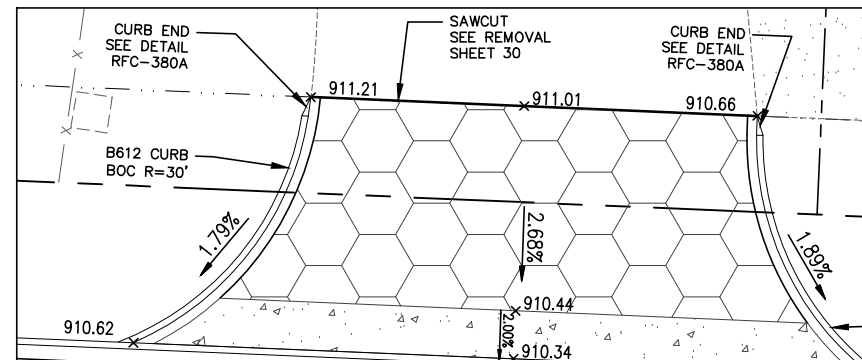 CURB END
SEE DETAIL
RFC-380A
SAWCUT
SEE REMOVAL
SHEET 30
CURB END
SEE DETAIL
RFC-380A
911.21
911.01
910.66
X
B612 CURB
BOC R=30'
X
1.79%
2.68%
1.89%
910.44
910.62
2.00%
910.34